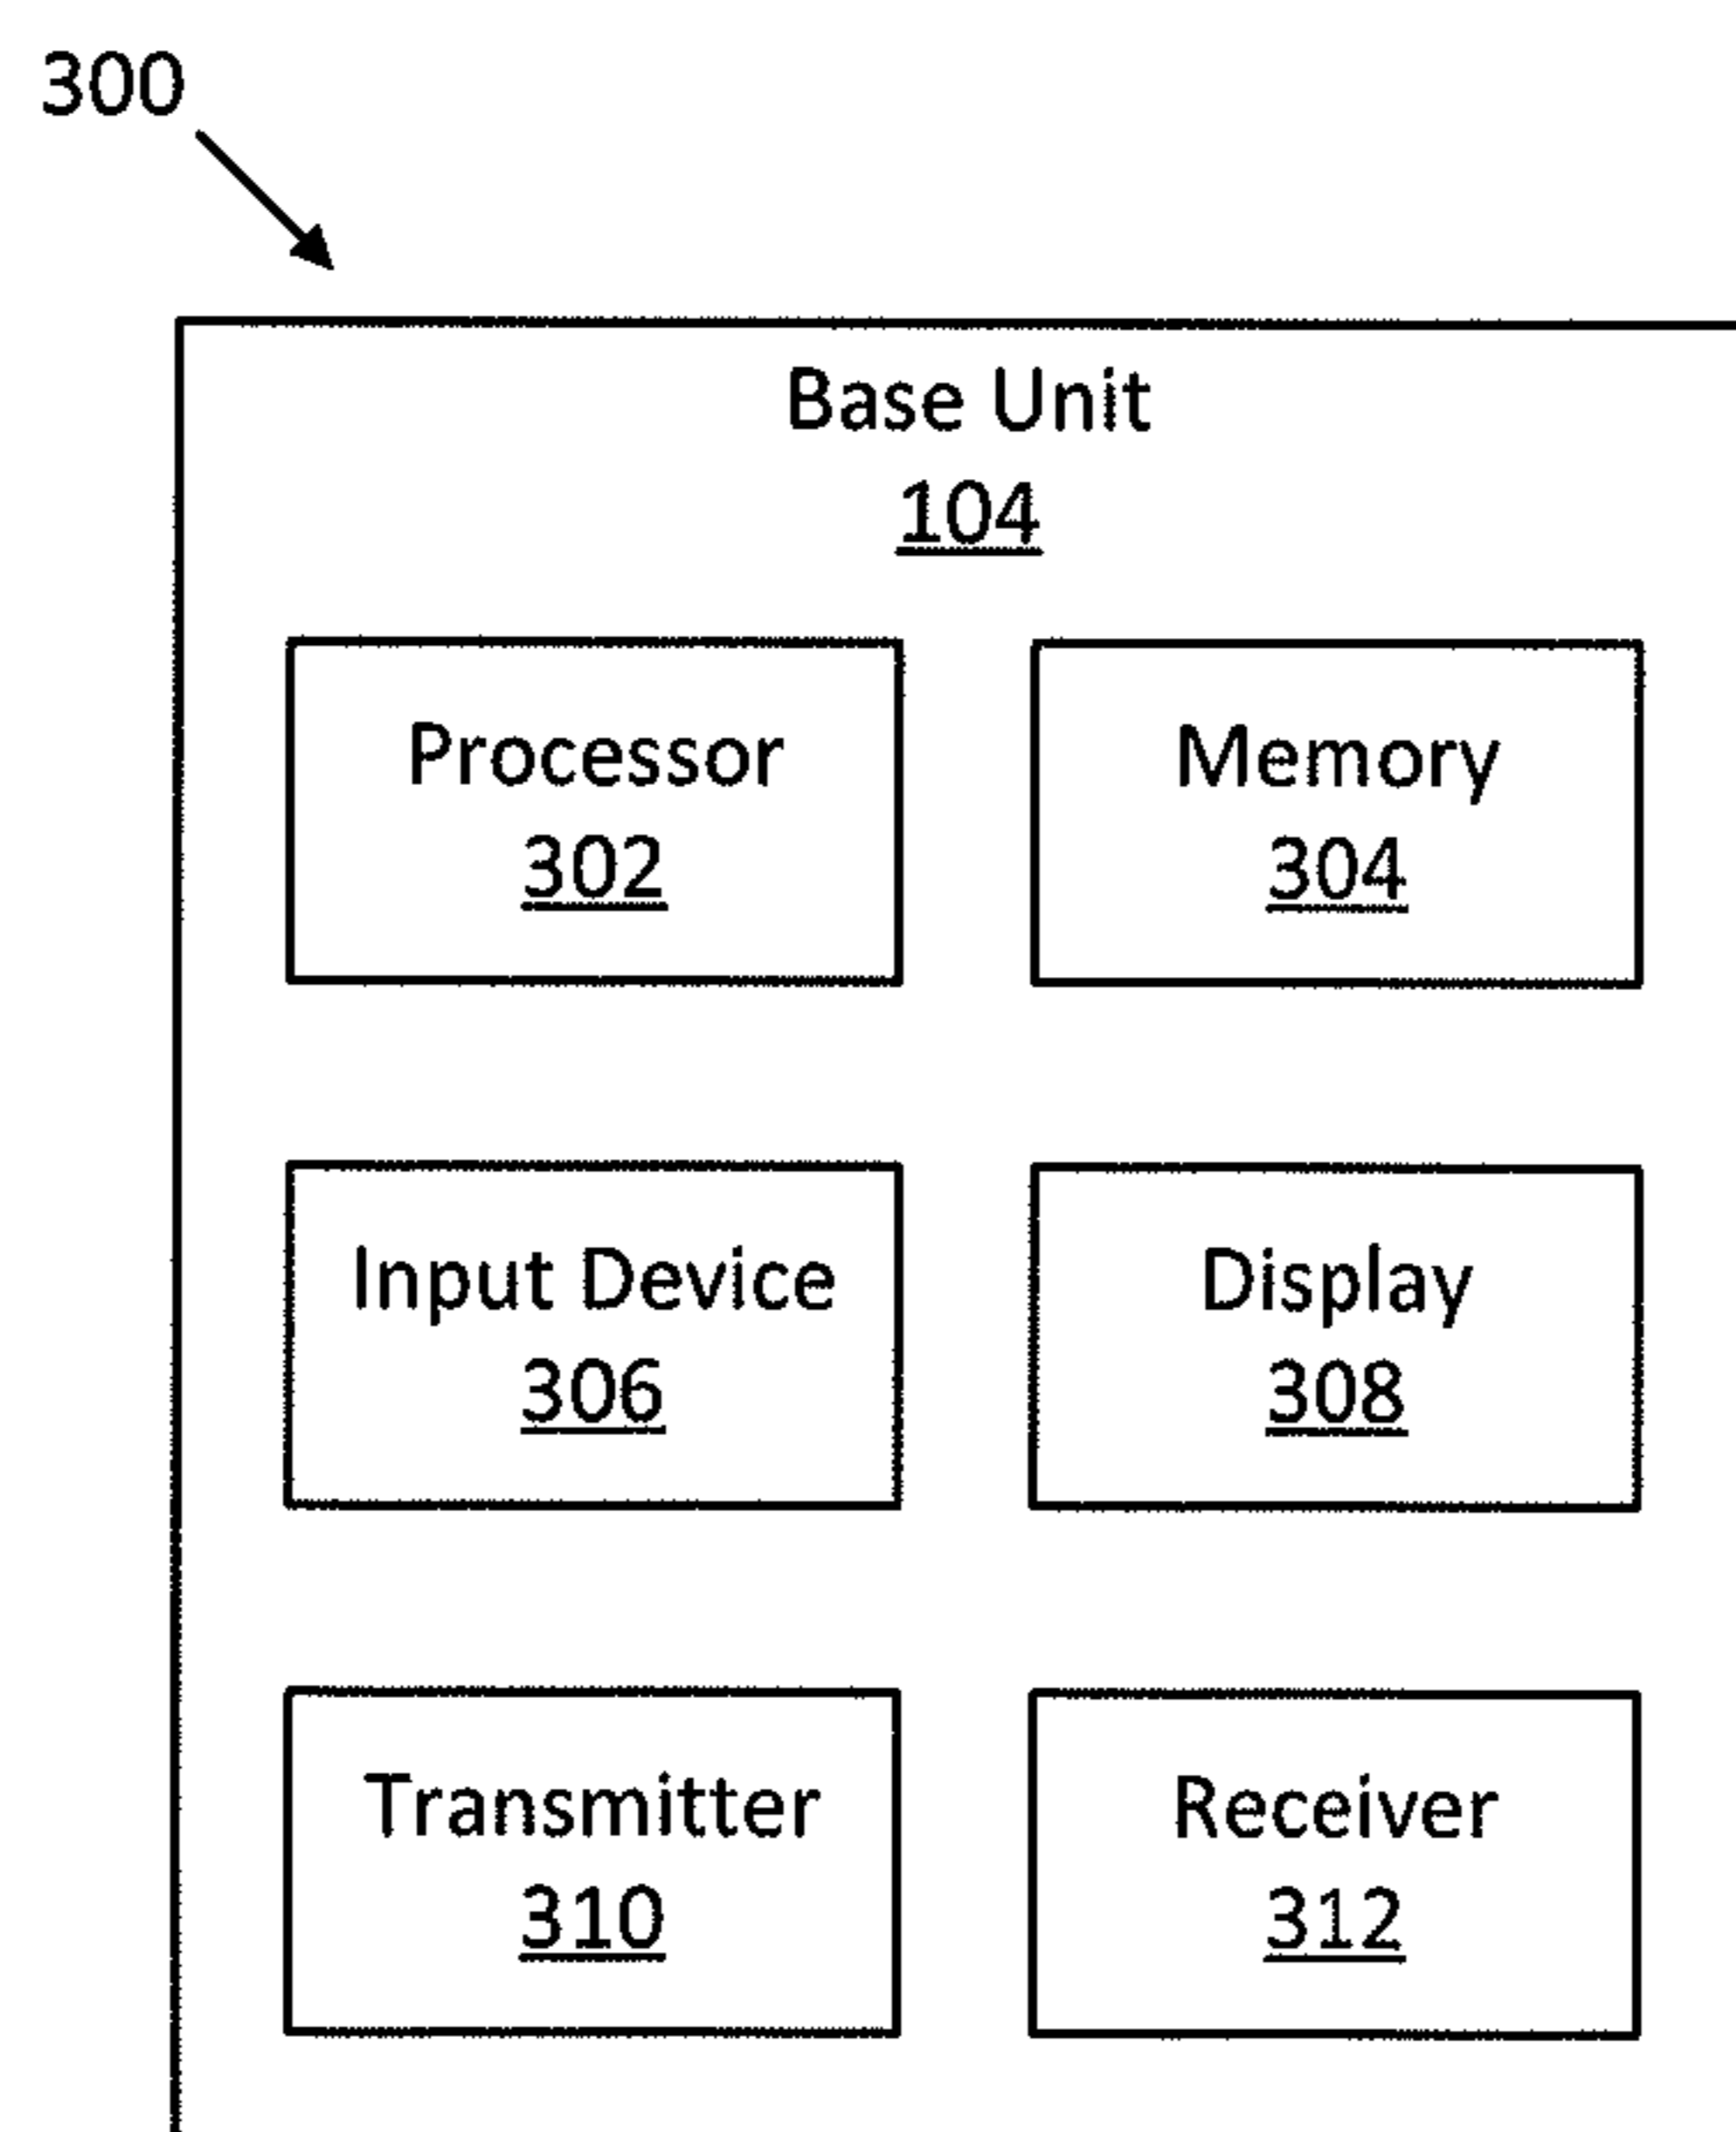 300
Base Unit
104
Processor
302
Memory
304
Input Device
306
Display
308
Transmitter
310
Receiver
312